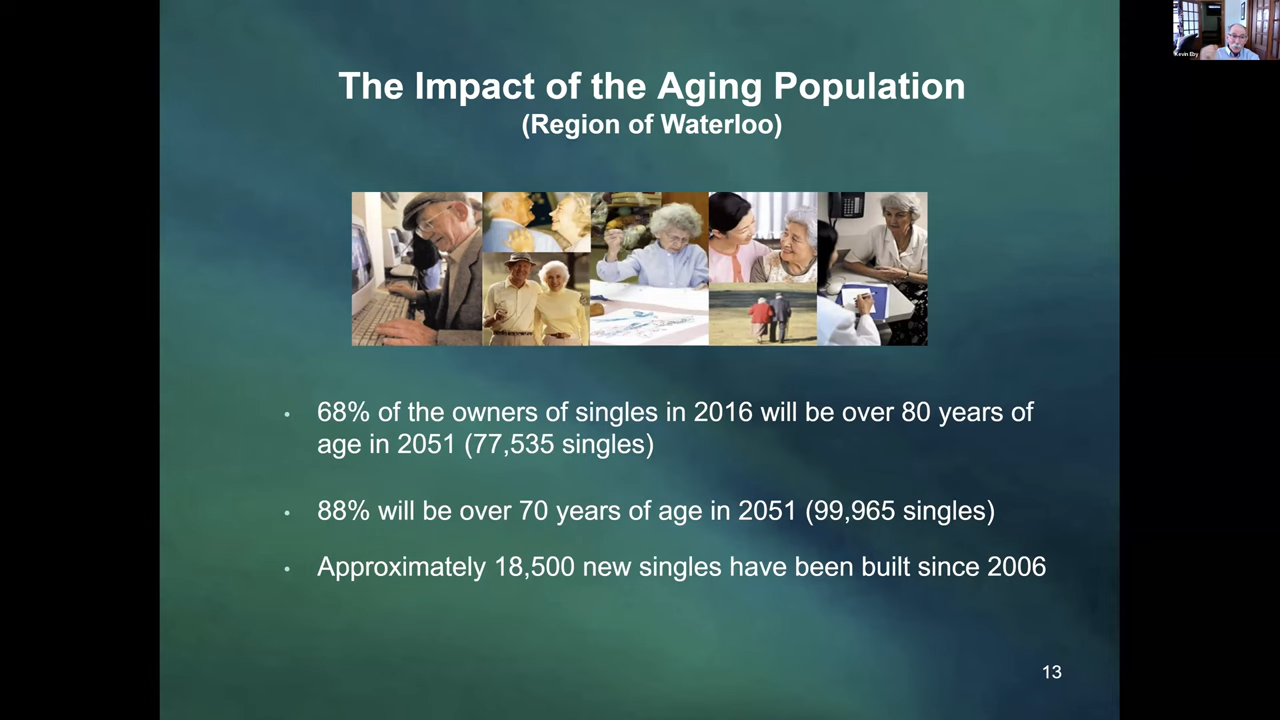 Kevin Eby
The Impact of the Aging Population
(Region of Waterloo)
• 68% of the owners of singles in 2016 will be over 80 years of
age in 2051 (77,535 singles)
• 88% will be over 70 years of age in 2051 (99,965 singles)
• Approximately 18,500 new singles have been built since 2006
13